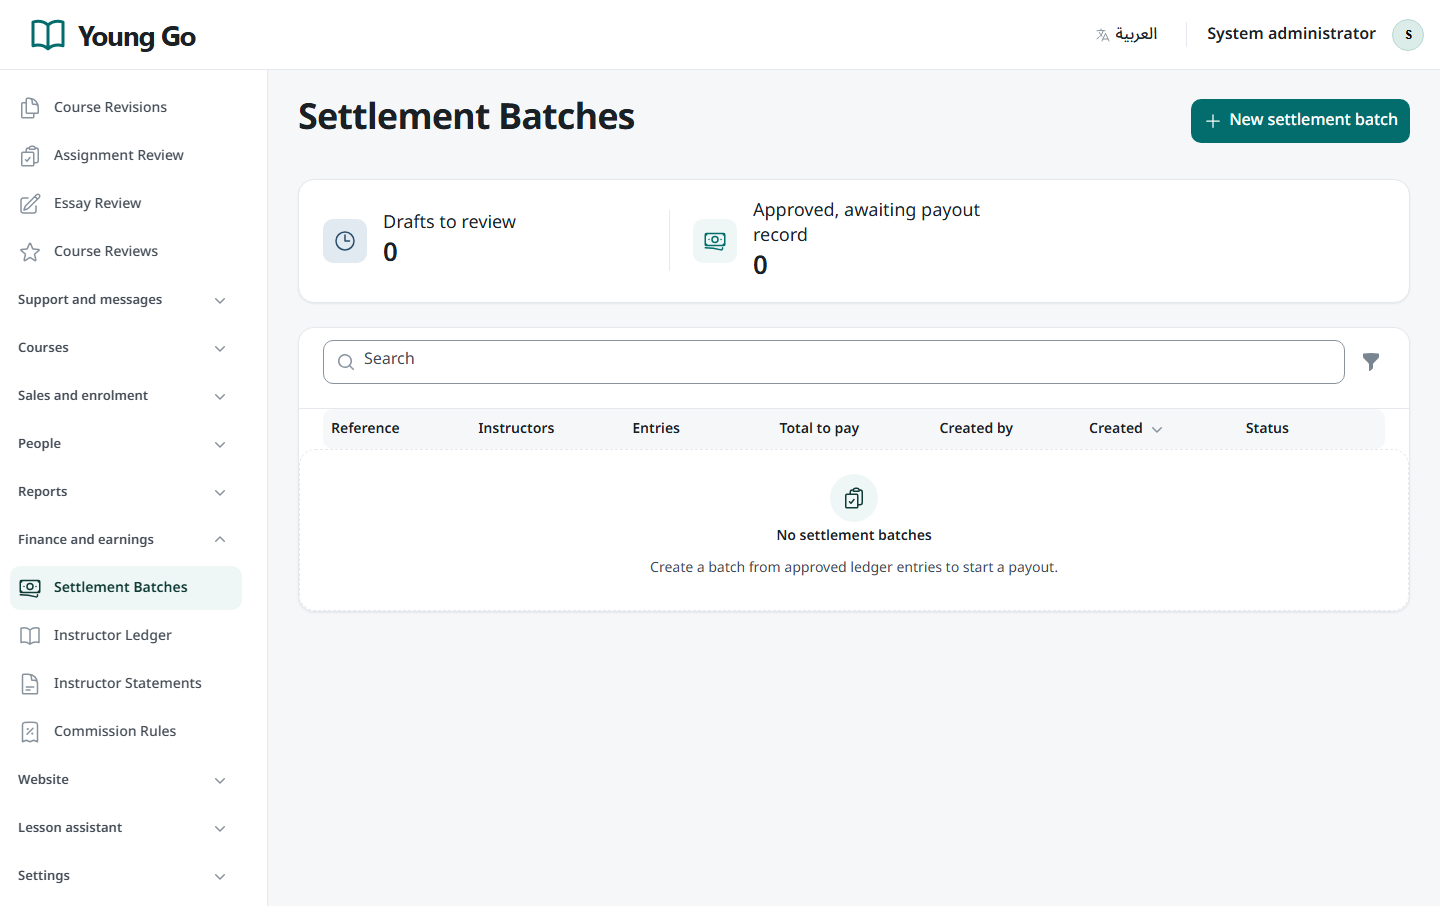 Young Go
العربية
System administrator
S
Course Revisions
Assignment Review
Essay Review
Course Reviews
Support and messages
Courses
Sales and enrolment
People
Reports
Finance and earnings
Settlement Batches
Instructor Ledger
Instructor Statements
Commission Rules
Website
Lesson assistant
Settings
Settlement Batches
New settlement batch
Drafts to review
0
Approved, awaiting payout
record
0
Search
Reference Instructors Entries Total to pay Created by Created Status
No settlement batches
Create a batch from approved ledger entries to start a payout.